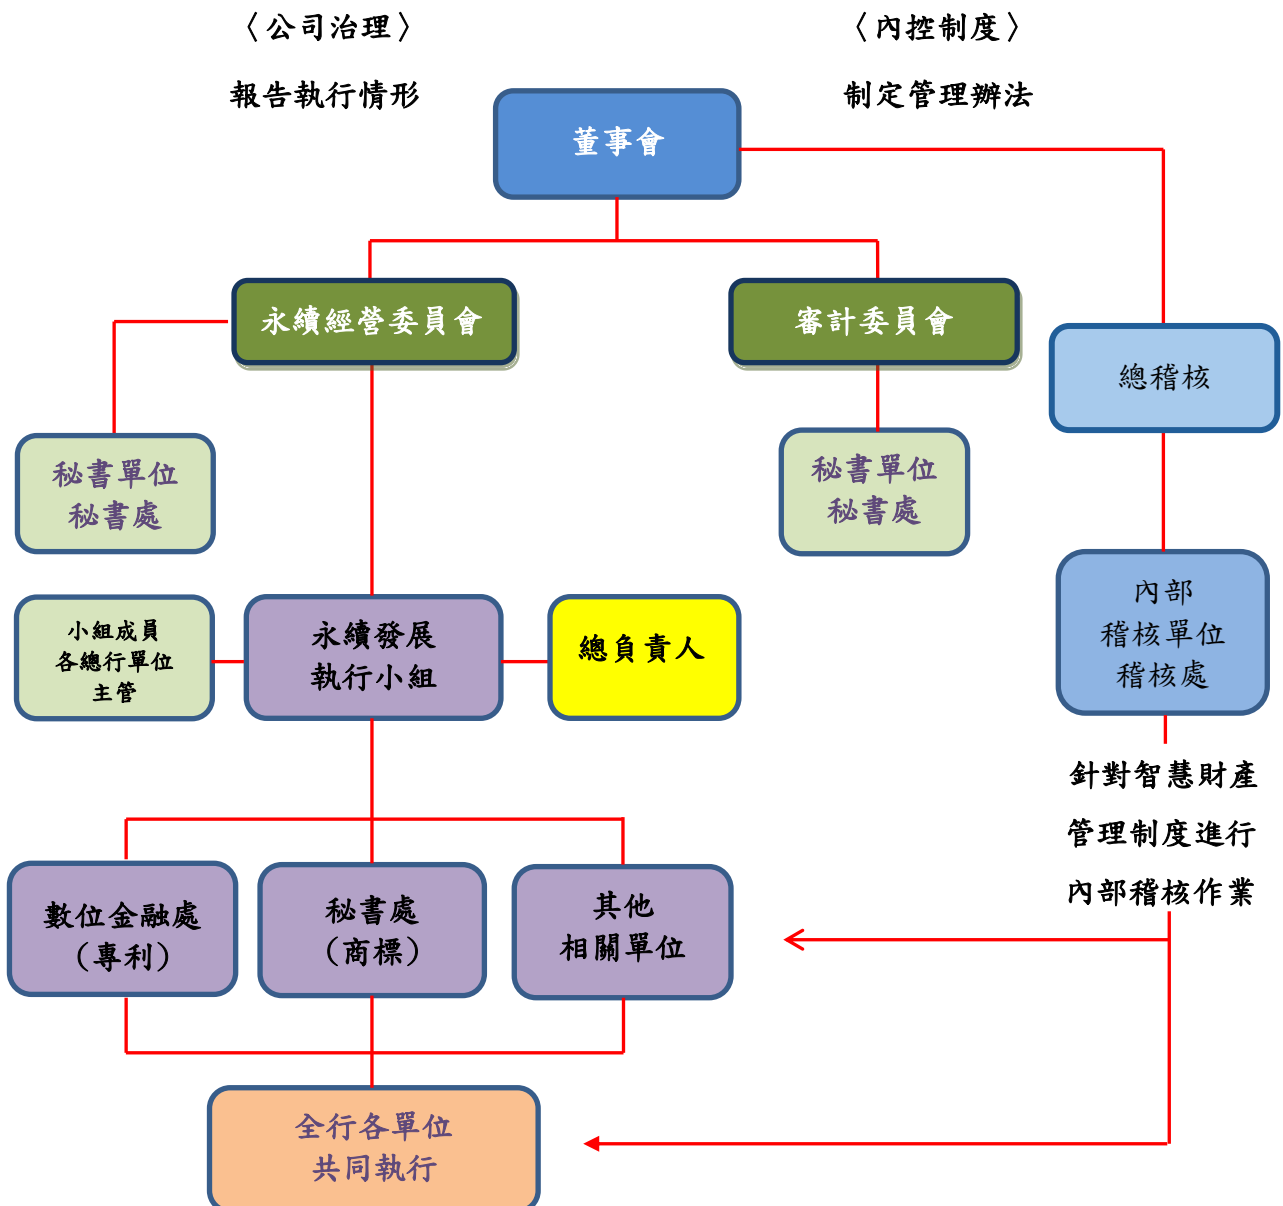 〈公司治理〉
〈內控制度〉
報告執行情形
制定管理辦法
董事會
永續經營委員會
審計委員會
總稽核
秘書單位
秘書處
秘書單位
秘書處
內部
稽核單位
稽核處
小組成員
各總行單位
主管
永續發展
執行小組
總負責人
針對智慧財產
管理制度進行
內部稽核作業
數位金融處
（專利）
秘書處
（商標）
其他
相關單位
全行各單位
共同執行